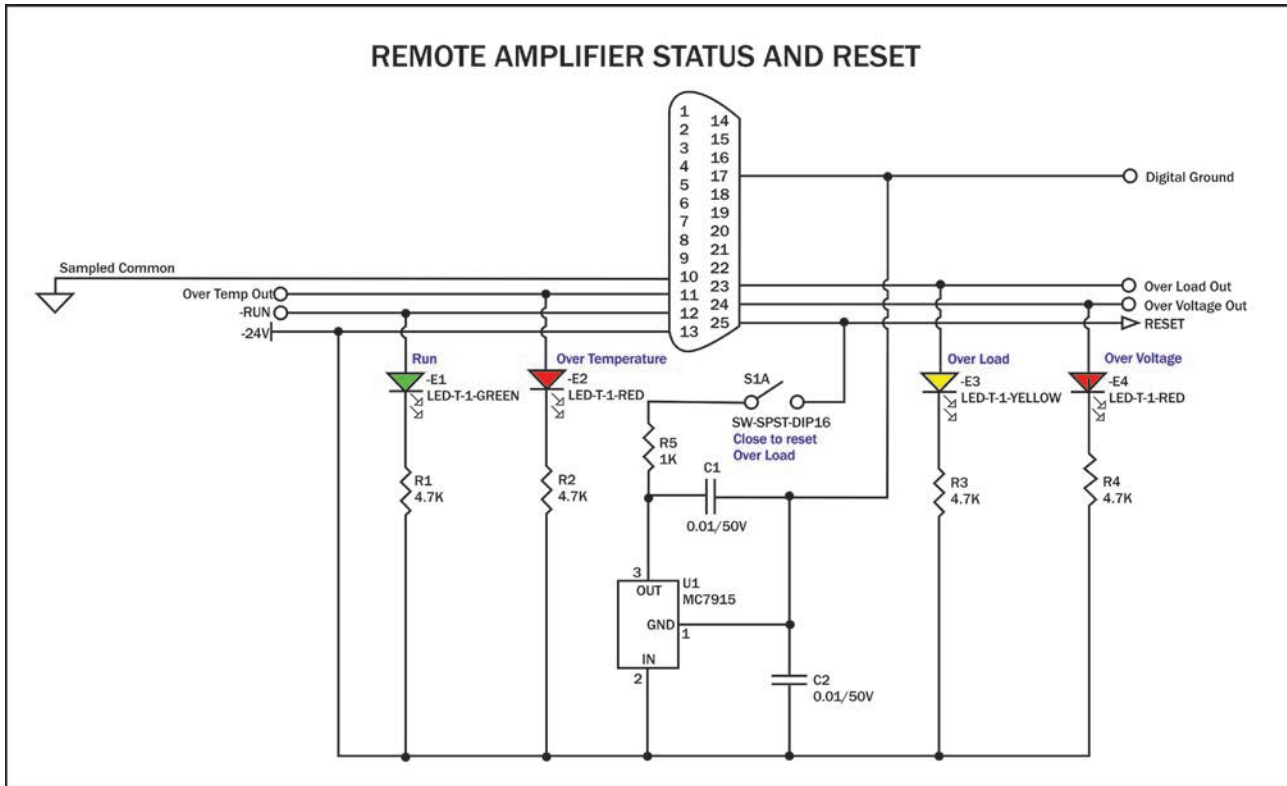 REMOTE AMPLIFIER STATUS AND RESET
1
2
3
4
5
6
7
8
9
10
11
12
13
14
15
16
17
18
19
20
21
22
23
24
25
Digital Ground
Sampled Common
Over Temp Out
-RUN
-24V
Over Load Out
Over Voltage Out
RESET
Run
-E1
LED-T-1-GREEN
Over Temperature
-E2
LED-T-1-RED
S1A
SW-SPST-DIP16
Close to reset
Over Load
Over Load
-E3
LED-T-1-YELLOW
Over Voltage
-E4
LED-T-1-RED
R1
4.7K
R2
4.7K
R5
1K
C1
0.01/50V
R3
4.7K
R4
4.7K
3
OUT
U1
MC7915
GND
1
IN
2
C2
0.01/50V